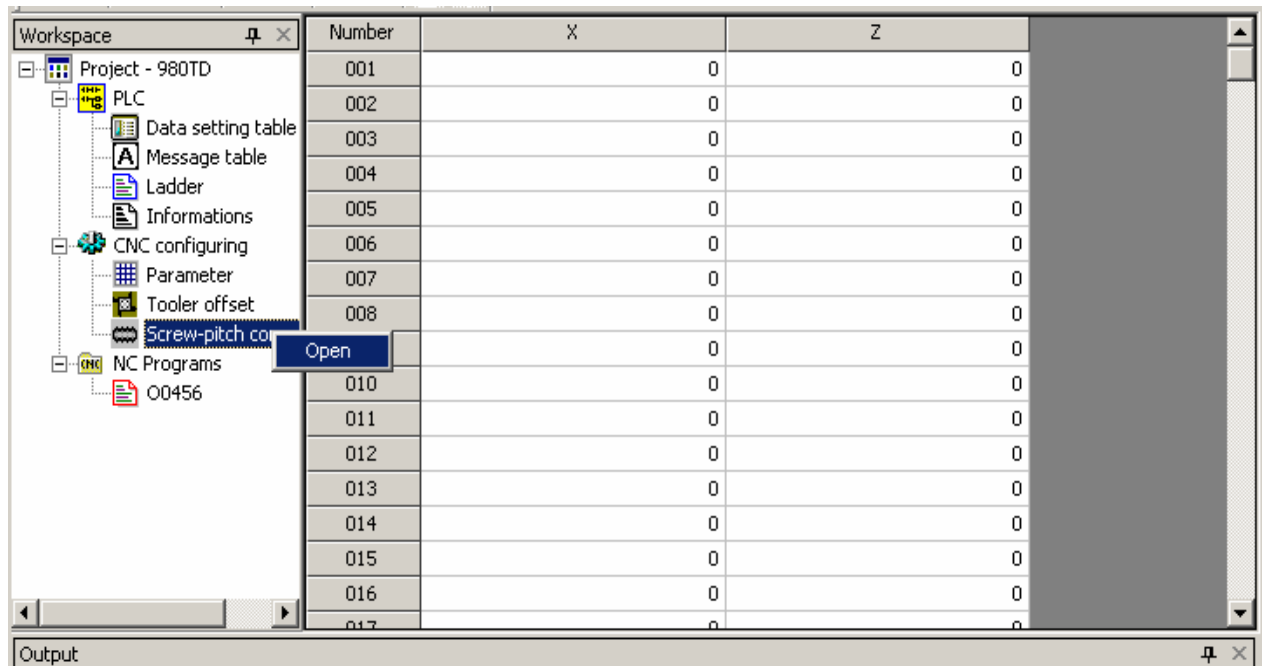 Workspace
Project - 980TD
PLC
Data setting table
Message table
Ladder
Informations
CNC configuring
Parameter
Tooler offset
Screw-pitch
Open
NC Programs
O0456
Number X Z
001 0 0
002 0 0
003 0 0
004 0 0
005 0 0
006 0 0
007 0 0
008 0 0
0 0
010 0 0
011 0 0
012 0 0
013 0 0
014 0 0
015 0 0
016 0 0
017 0 0
Output